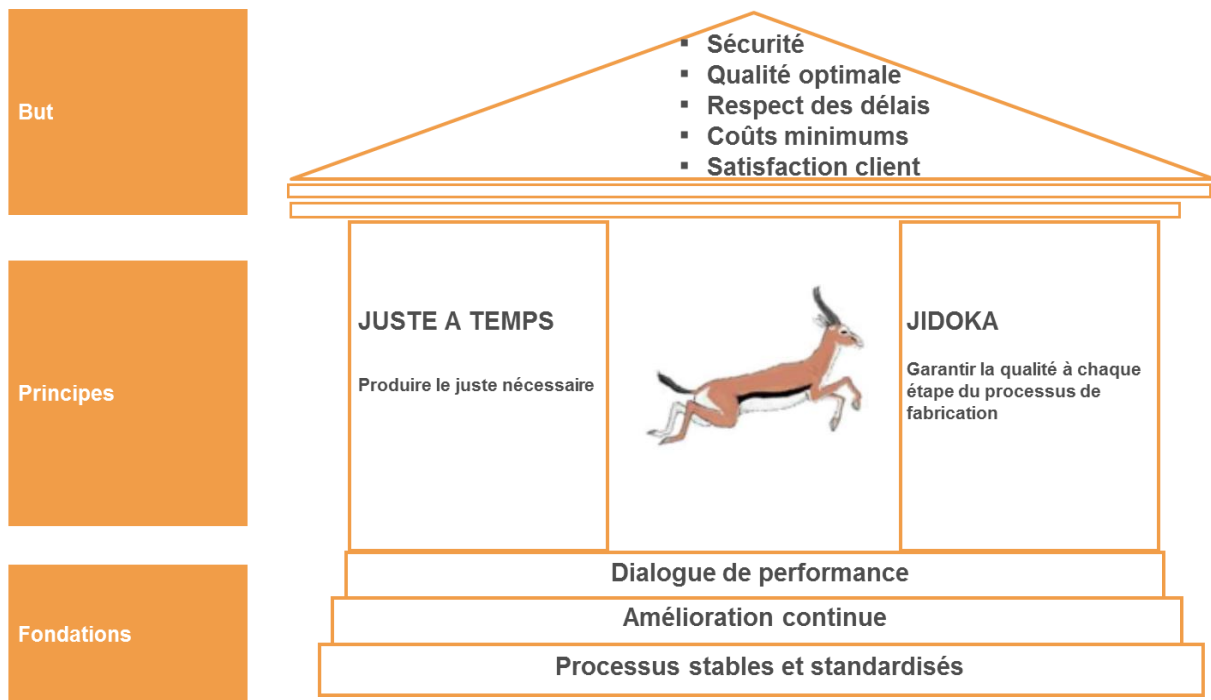 But
▪ Sécurité
▪ Qualité optimale
▪ Respect des délais
▪ Coûts minimums
▪ Satisfaction client
Principes
JUSTE A TEMPS
Produire le juste nécessaire
JIDOKA
Garantir la qualité à chaque
étape du processus de
fabrication
Fondations
Dialogue de performance
Amélioration continue
Processus stables et standardisés